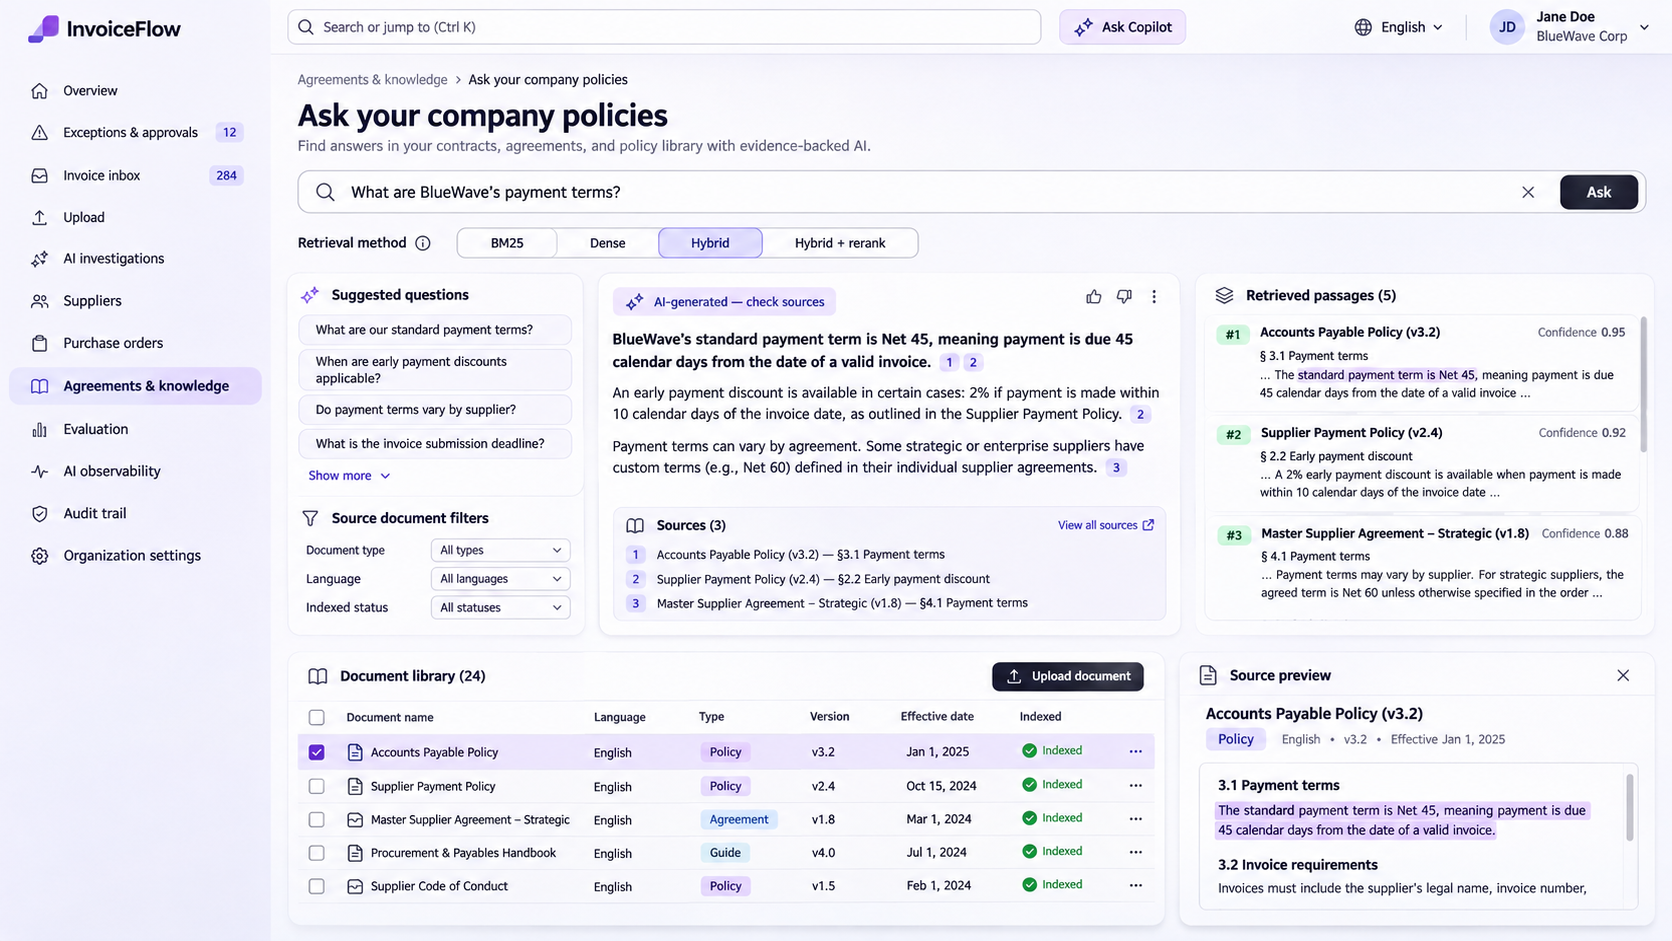 InvoiceFlow
Search or jump to (Ctrl K)
Ask Copilot
English
JD
Jane Doe
BlueWave Corp
Overview
Exceptions & approvals 12
Invoice inbox 284
Upload
AI investigations
Suppliers
Purchase orders
Agreements & knowledge
Evaluation
AI observability
Audit trail
Organization settings
Agreements & knowledge > Ask your company policies
Ask your company policies
Find answers in your contracts, agreements, and policy library with evidence-backed AI.
What are BlueWave's payment terms?
Ask
Retrieval method
BM25
Dense
Hybrid
Hybrid + rerank
Suggested questions
What are our standard payment terms?
When are early payment discounts
applicable?
Do payment terms vary by supplier?
What is the invoice submission deadline?
Show more
Source document filters
Document type All types
Language All languages
Indexed status All statuses
AI-generated — check sources
BlueWave's standard payment term is Net 45, meaning payment is due 45
calendar days from the date of a valid invoice. 1 2
An early payment discount is available in certain cases: 2% if payment is made within
10 calendar days of the invoice date, as outlined in the Supplier Payment Policy. 2
Payment terms can vary by agreement. Some strategic or enterprise suppliers have
custom terms (e.g., Net 60) defined in their individual supplier agreements. 3
Sources (3)
View all sources
1 Accounts Payable Policy (v3.2) — §3.1 Payment terms
2 Supplier Payment Policy (v2.4) — §2.2 Early payment discount
3 Master Supplier Agreement – Strategic (v1.8) — §4.1 Payment terms
Retrieved passages (5)
#1 Accounts Payable Policy (v3.2) Confidence 0.95
§ 3.1 Payment terms
... The standard payment term is Net 45, meaning payment is due
45 calendar days from the date of a valid invoice ...
#2 Supplier Payment Policy (v2.4) Confidence 0.92
§ 2.2 Early payment discount
... A 2% early payment discount is available when payment is made
within 10 calendar days of the invoice date ...
#3 Master Supplier Agreement – Strategic (v1.8) Confidence 0.88
§ 4.1 Payment terms
... Payment terms may vary by supplier. For strategic suppliers, the
agreed term is Net 60 unless otherwise specified in the order ...
Document library (24)
Upload document
Document name Language Type Version Effective date Indexed
Accounts Payable Policy English Policy v3.2 Jan 1, 2025 Indexed
Supplier Payment Policy English Policy v2.4 Oct 15, 2024 Indexed
Master Supplier Agreement – Strategic English Agreement v1.8 Mar 1, 2024 Indexed
Procurement & Payables Handbook English Guide v4.0 Jul 1, 2024 Indexed
Supplier Code of Conduct English Policy v1.5 Feb 1, 2024 Indexed
Source preview
Accounts Payable Policy (v3.2)
Policy English • v3.2 • Effective Jan 1, 2025
3.1 Payment terms
The standard payment term is Net 45, meaning payment is due
45 calendar days from the date of a valid invoice.
3.2 Invoice requirements
Invoices must include the supplier's legal name, invoice number,